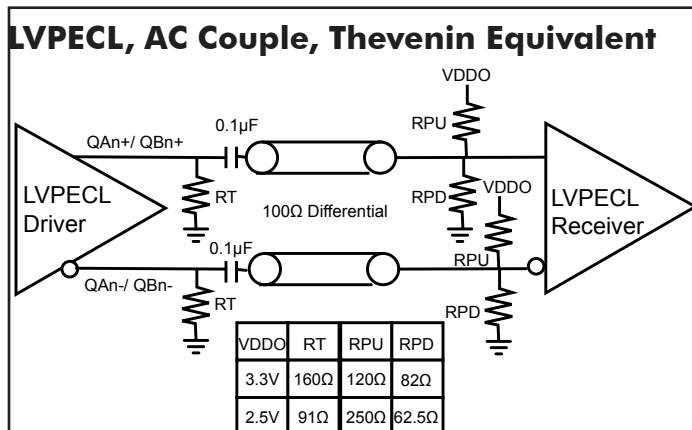 LVPECL, AC Couple, Thevenin Equivalent
VDDO
QAn+/ QBn+
0.1µF
RPU
LVPECL
Driver
RT
100Ω Differential
RPD
VDDO
LVPECL
Receiver
0.1µF
RPU
QAn-/ QBn-
RT
RPD
VDDO RT RPU RPD
3.3V 160Ω 120Ω 82Ω
2.5V 91Ω 250Ω 62.5Ω